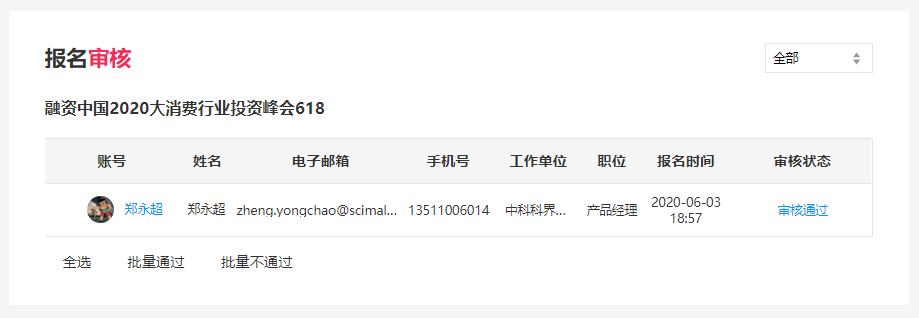 报名审核
全部
融资中国2020大消费行业投资峰会618
账号 姓名 电子邮箱 手机号 工作单位 职位 报名时间 审核状态
郑永超 郑永超 zheng.yongchao@scimal... 13511006014 中科科界... 产品经理 2020-06-03 审核通过
18:57
全选 批量通过 批量不通过